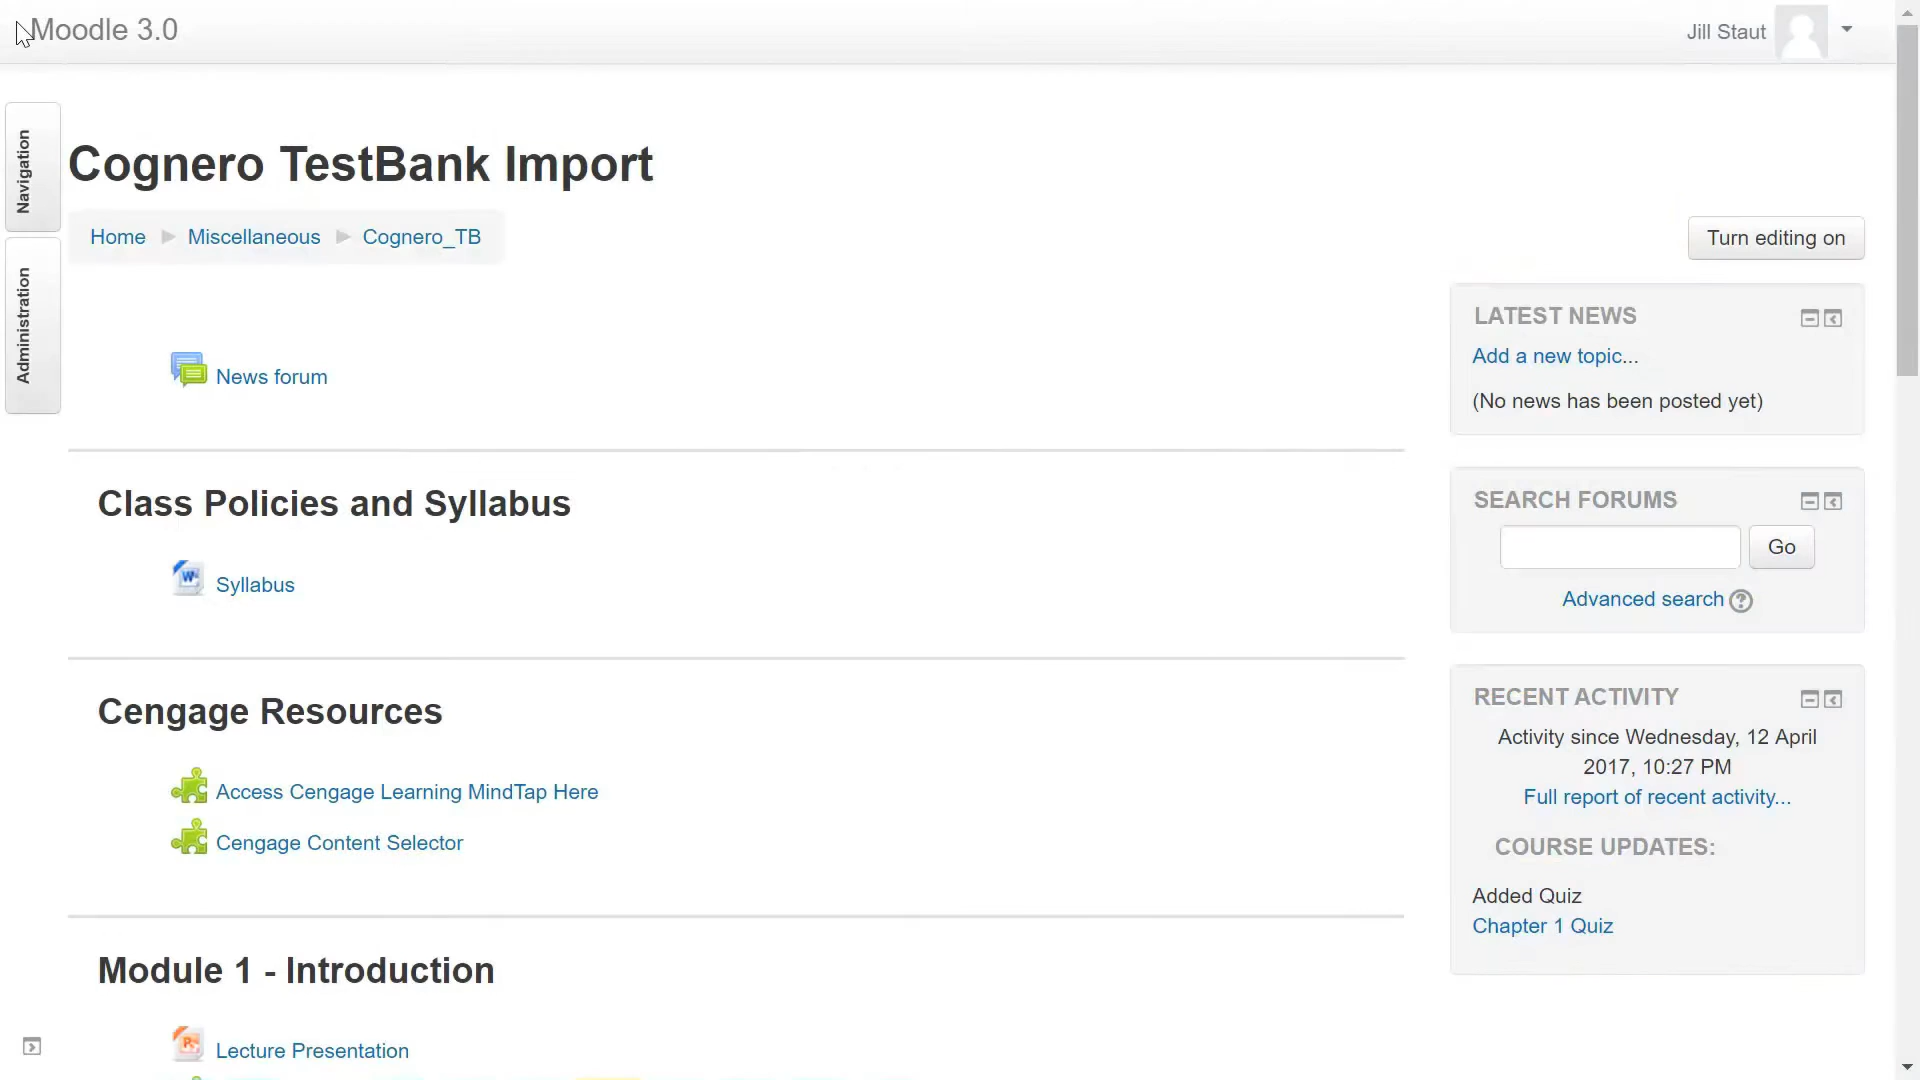 Moodle 3.0
Jill Staut
Navigation
Administration
Cognero TestBank Import
Home Miscellaneous Cognero_TB
Turn editing on
News forum
Class Policies and Syllabus
Syllabus
Cengage Resources
Access Cengage Learning MindTap Here
Cengage Content Selector
Module 1 - Introduction
Lecture Presentation
LATEST NEWS
Add a new topic...
(No news has been posted yet)
SEARCH FORUMS
Go
Advanced search
RECENT ACTIVITY
Activity since Wednesday, 12 April
2017, 10:27 PM
Full report of recent activity...
COURSE UPDATES:
Added Quiz
Chapter 1 Quiz